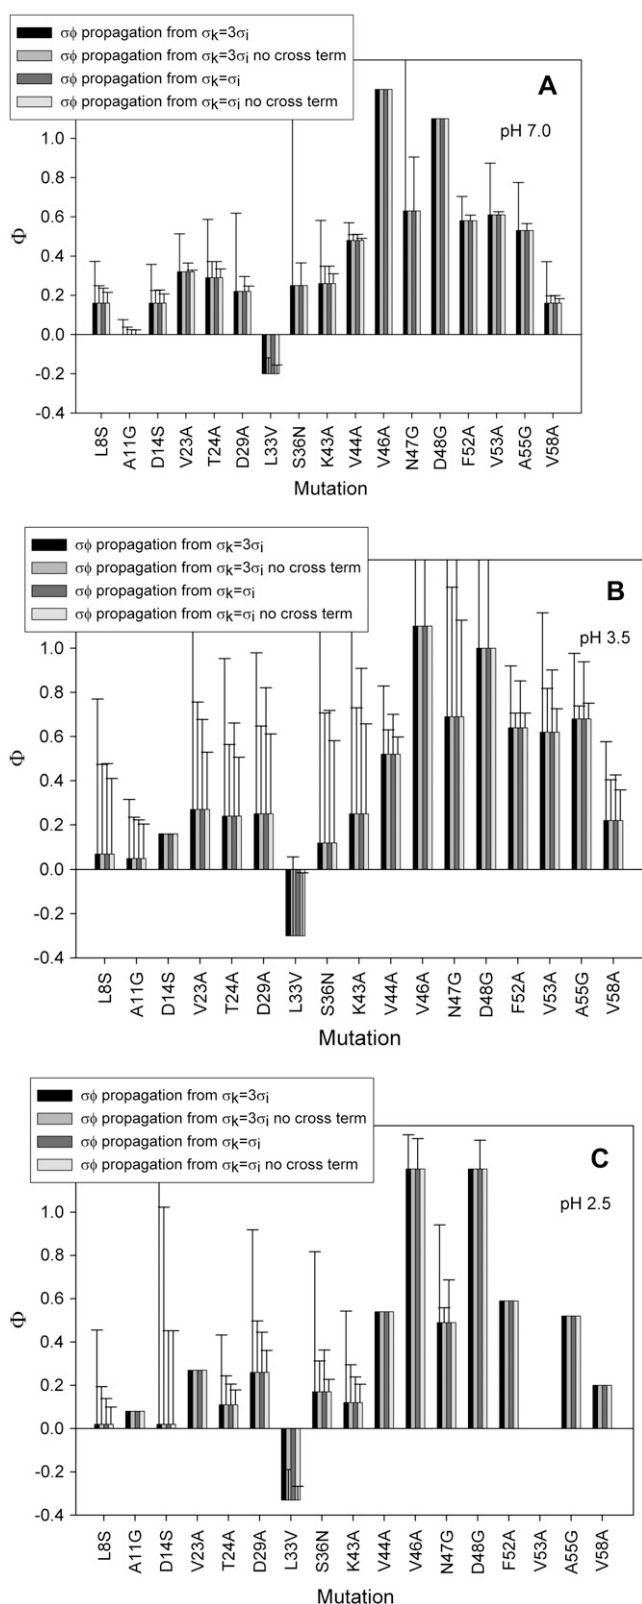 σϕ propagation from σk=3σi
σϕ propagation from σk=3σi no cross term
σϕ propagation from σk=σi
σϕ propagation from σk=σi no cross term
A
pH 7.0
1.0
0.8
0.6
0.4
0.2
0.0
-0.2
-0.4
Φ
L8S A11G D14S V23A T24A D29A L33V S36N K43A V44A V46A N47G D48G F52A V53A A55G V58A
Mutation
σϕ propagation from σk=3σi
σϕ propagation from σk=3σi no cross term
σϕ propagation from σk=σi
σϕ propagation from σk=σi no cross term
B
pH 3.5
1.0
0.8
0.6
0.4
0.2
0.0
-0.2
-0.4
Φ
L8S A11G D14S V23A T24A D29A L33V S36N K43A V44A V46A N47G D48G F52A V53A A55G V58A
Mutation
σϕ propagation from σk=3σi
σϕ propagation from σk=3σi no cross term
σϕ propagation from σk=σi
σϕ propagation from σk=σi no cross term
C
pH 2.5
1.0
0.8
0.6
0.4
0.2
0.0
-0.2
-0.4
Φ
L8S A11G D14S V23A T24A D29A L33V S36N K43A V44A V46A N47G D48G F52A V53A A55G V58A
Mutation